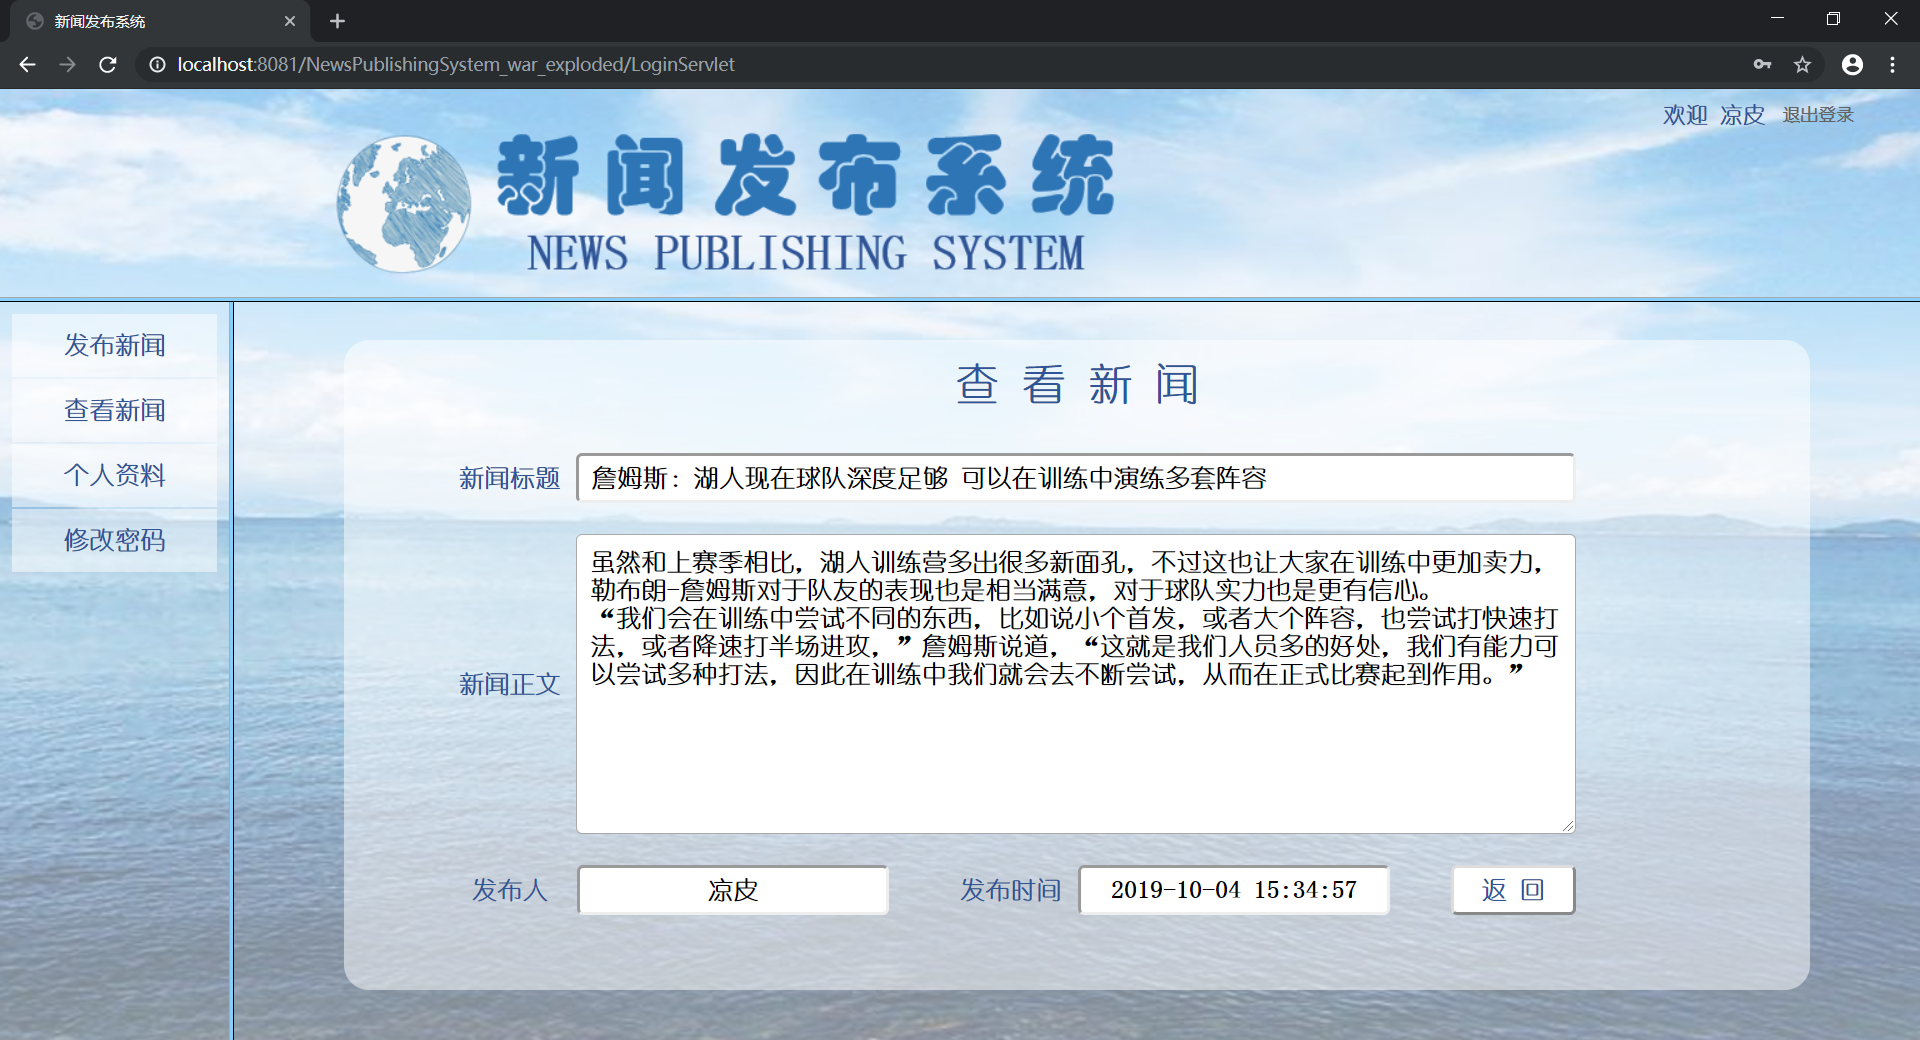 新闻发布系统
localhost:8081/NewsPublishingSystem_war_exploded/LoginServlet
欢迎 凉皮 退出登录
新闻发布系统
NEWS PUBLISHING SYSTEM
发布新闻
查看新闻
个人资料
修改密码
查看新闻
新闻标题 詹姆斯：湖人现在球队深度足够 可以在训练中演练多套阵容
新闻正文
虽然和上赛季相比，湖人训练营多出很多新面孔，不过这也让大家在训练中更加卖力，
勒布朗-詹姆斯对于队友的表现也是相当满意，对于球队实力也是更有信心。
“我们会在训练中尝试不同的东西，比如说小个首发，或者大个阵容，也尝试打快速打
法，或者降速打半场进攻，”詹姆斯说道，“这就是我们人员多的好处，我们有能力可
以尝试多种打法，因此在训练中我们就会去不断尝试，从而在正式比赛起到作用。”
发布人 凉皮 发布时间 2019-10-04 15:34:57 返 回